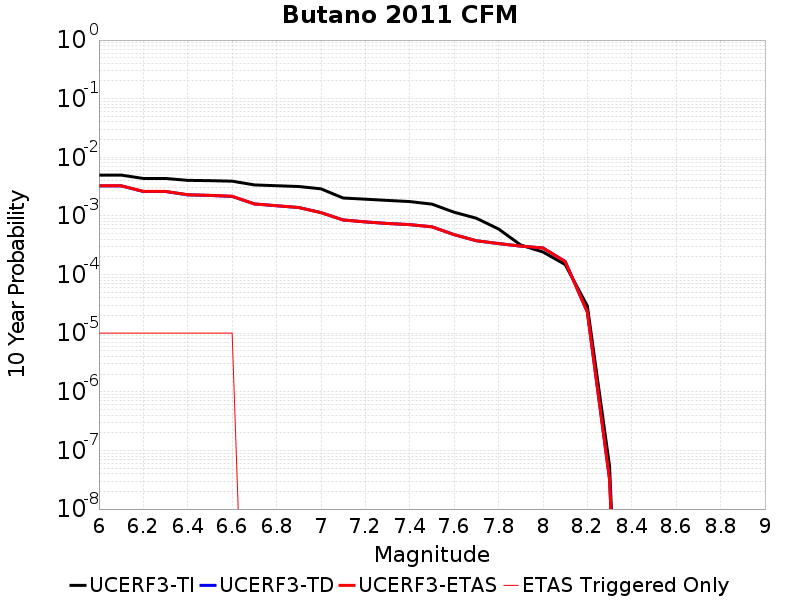 Butano 2011 CFM
10 Year Probability
10^0
10^-1
10^-2
10^-3
10^-4
10^-5
10^-6
10^-7
10^-8
6 6.2 6.4 6.6 6.8 7 7.2 7.4 7.6 7.8 8 8.2 8.4 8.6 8.8 9
Magnitude
UCERF3-TI UCERF3-TD UCERF3-ETAS ETAS Triggered Only